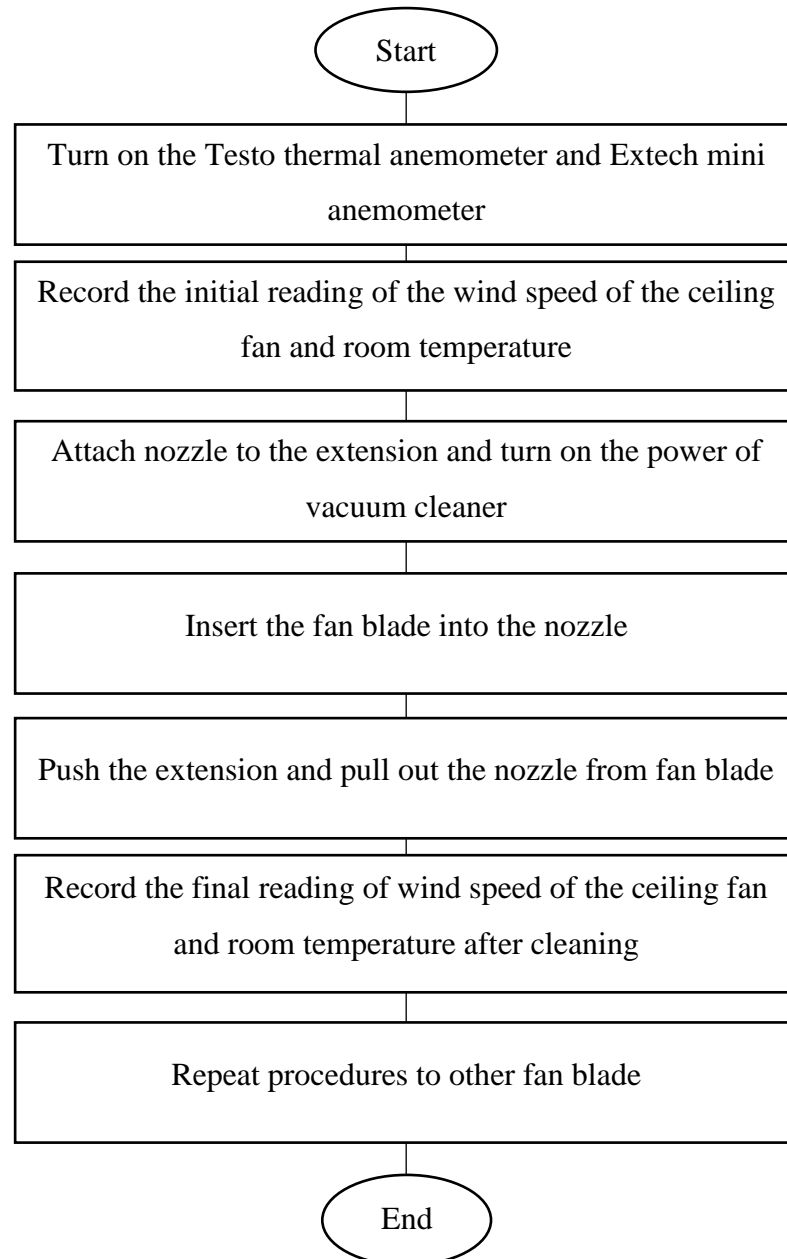 Start
Turn on the Testo thermal anemometer and Extech mini
anemometer
Record the initial reading of the wind speed of the ceiling
fan and room temperature
Attach nozzle to the extension and turn on the power of
vacuum cleaner
Insert the fan blade into the nozzle
Push the extension and pull out the nozzle from fan blade
Record the final reading of wind speed of the ceiling fan
and room temperature after cleaning
Repeat procedures to other fan blade
End